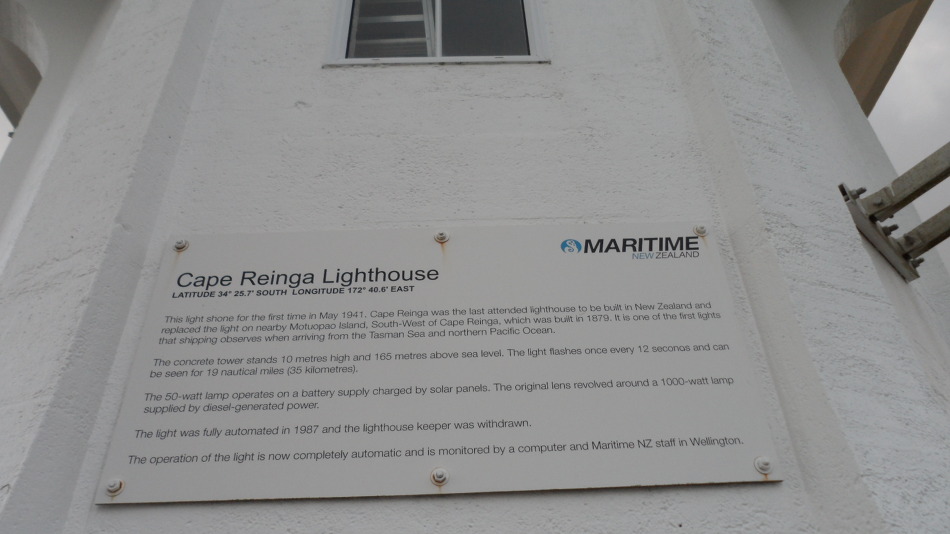 MARITIME
NEW ZEALAND
Cape Reinga Lighthouse
LATITUDE 34° 25.7' SOUTH LONGITUDE 172° 40.6' EAST
This light shone for the first time in May 1941. Cape Reinga was the last attended lighthouse to be built in New Zealand and
replaced the light on nearby Motuopao Island, South-West of Cape Reinga, which was built in 1879. It is one of the first lights
that shipping observes when arriving from the Tasman Sea and northern Pacific Ocean.
The concrete tower stands 10 metres high and 165 metres above sea level. The light flashes once every 12 seconds and can
be seen for 19 nautical miles (35 kilometres).
The 50-watt lamp operates on a battery supply charged by solar panels. The original lens revolved around a 1000-watt lamp
supplied by diesel-generated power.
The light was fully automated in 1987 and the lighthouse keeper was withdrawn.
The operation of the light is now completely automatic and is monitored by a computer and Maritime NZ staff in Wellington.